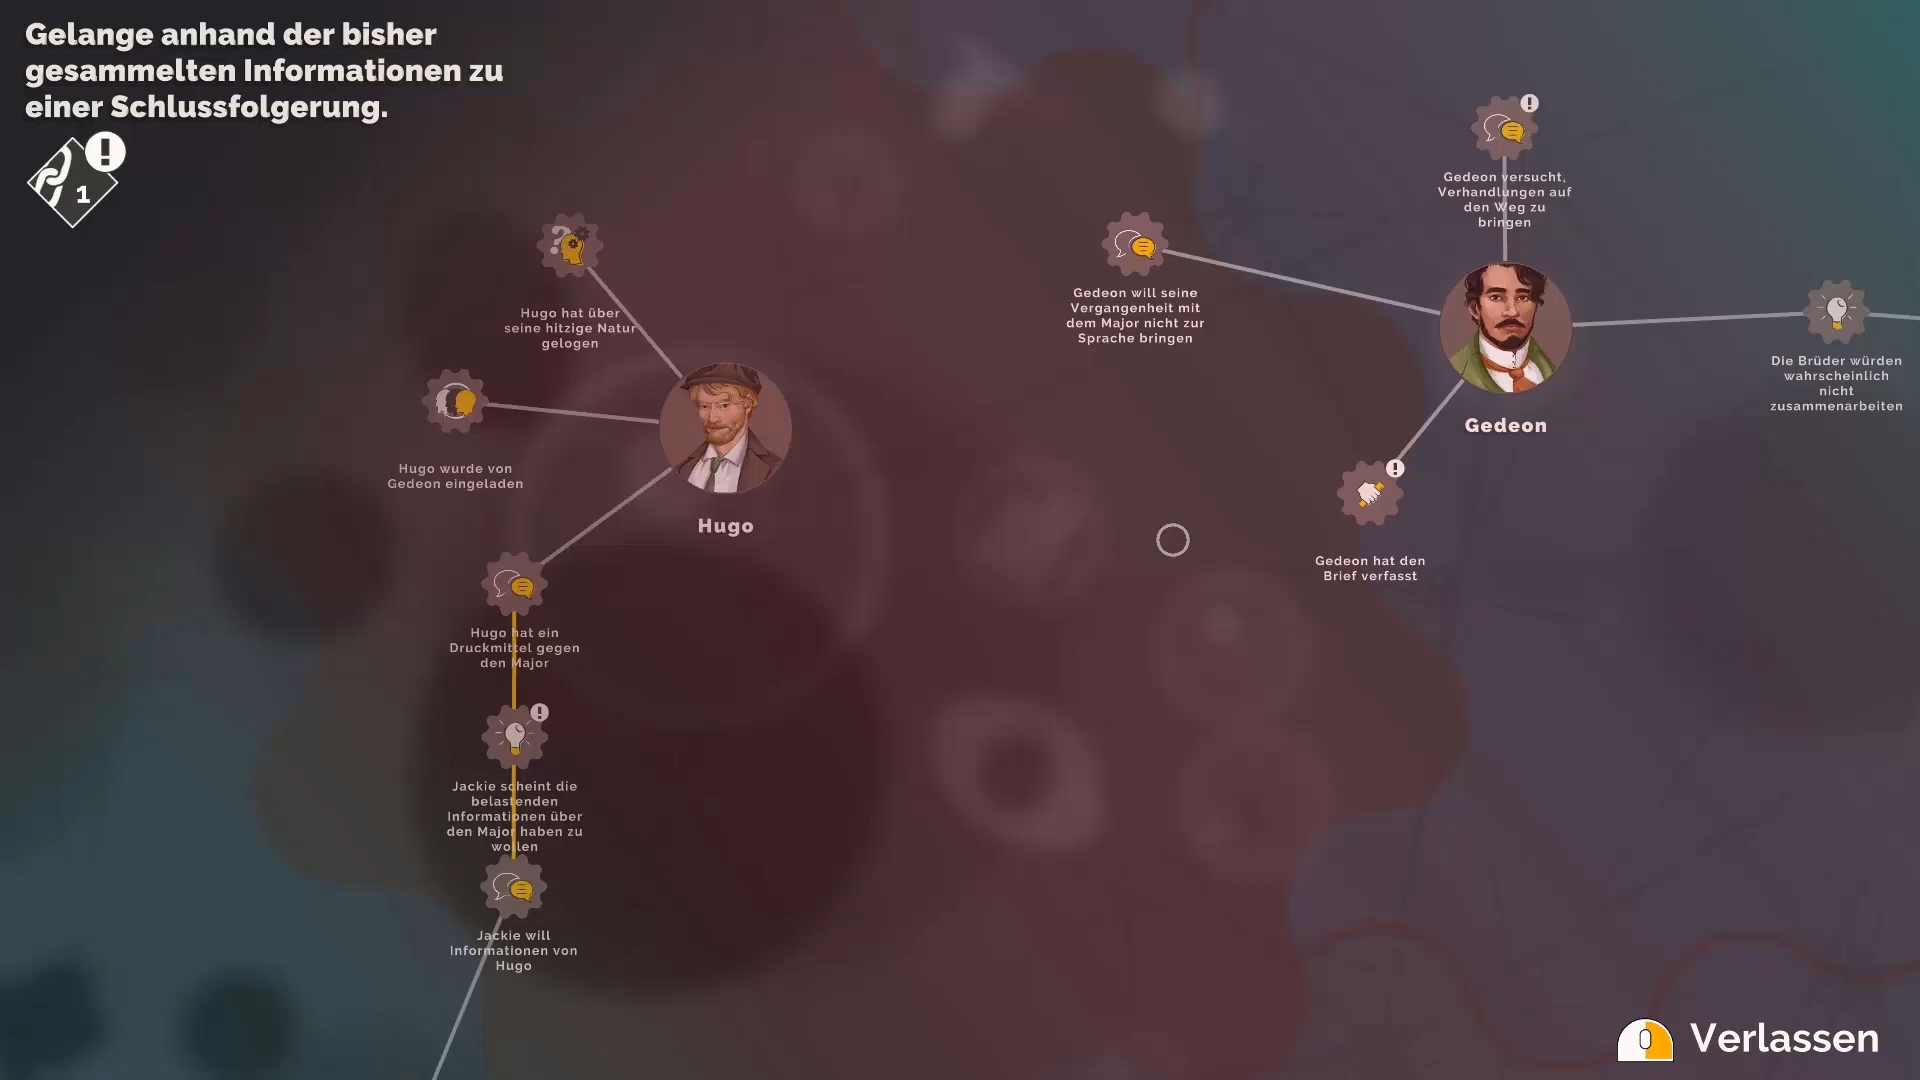 Gelange anhand der bisher
gesammelten Informationen zu
einer Schlussfolgerung.
1
Gedeon versucht,
Verhandlungen auf
den Weg zu
bringen
Gedeon will seine
Vergangenheit mit
dem Major nicht zur
Sprache bringen
Hugo hat über
seine hitzige Natur
gelogen
Die Brüder würden
wahrscheinlich
nicht
zusammenarbeiten
Gedeon
Hugo wurde von
Gedeon eingeladen
Hugo
Gedeon hat den
Brief verfasst
Hugo hat ein
Druckmittel gegen
den Major
Jackie scheint die
belastenden
Informationen über
den Major haben zu
wollen
Jackie will
Informationen von
Hugo
Verlassen